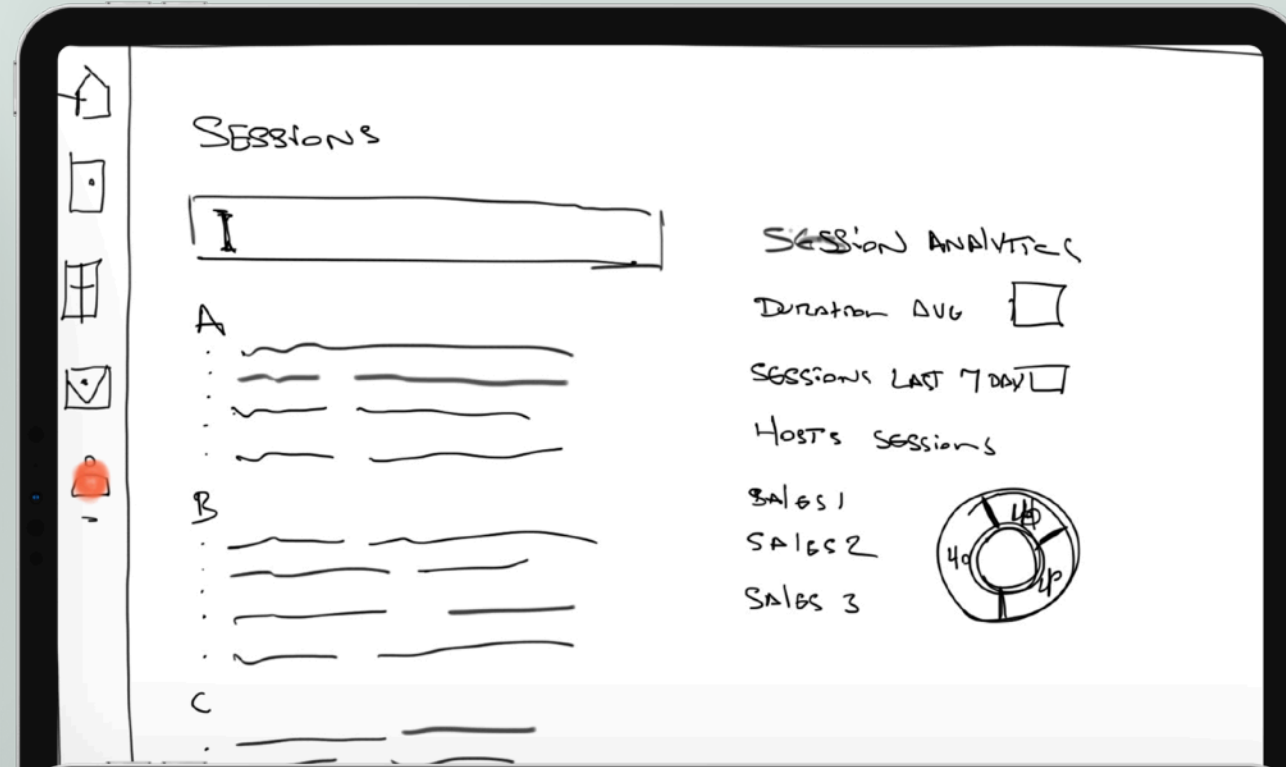 SESSIONS
A
B
C
SESSION ANALYTICS
DURATION AVG
SESSIONS LAST 7 DAY
HOSTS SESSIONS
SALES 1
SALES 2
SALES 3
40
40
40